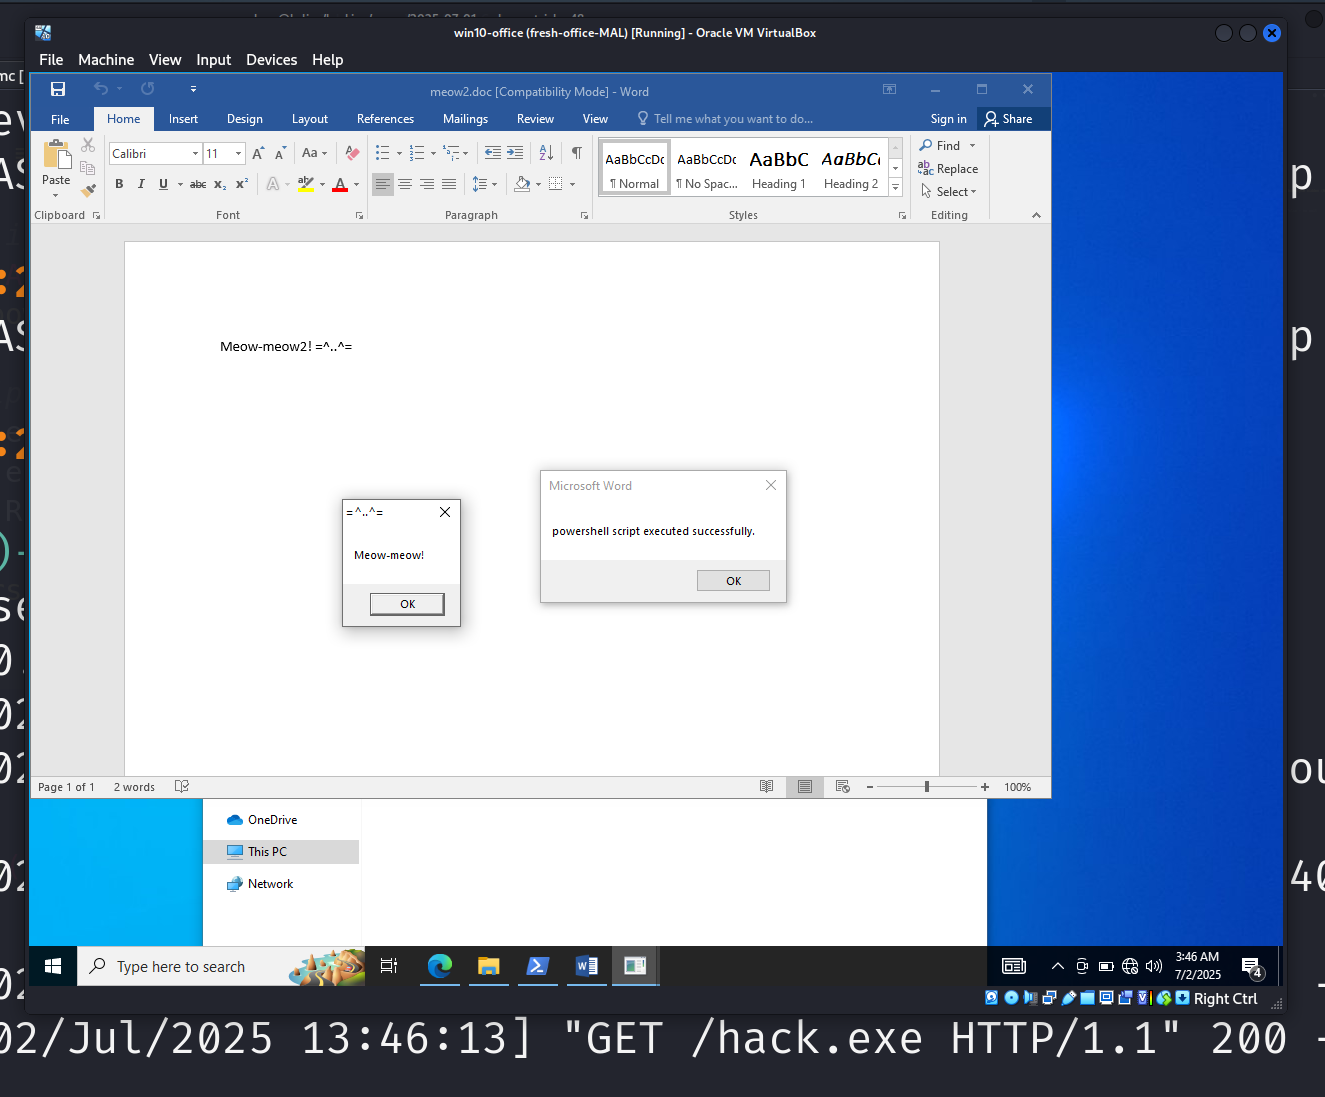 win10-office (fresh-office-MAL) [Running] - Oracle VM VirtualBox
File Machine View Input Devices Help
meow2.doc [Compatibility Mode] - Word
File Home Insert Design Layout References Mailings Review View Tell me what you want to do... Sign in Share
Paste
Calibri 11
Aa
B I U abc x₂ x²
AaBbCcDc AaBbCcDc AaBbC AaBbCc
¶ Normal ¶ No Spac... Heading 1 Heading 2
Find
Replace
Select
Clipboard Font Paragraph Styles Editing
Meow-meow2! =^..^=
Microsoft Word
powershell script executed successfully.
OK
=^..^=
Meow-meow!
OK
Page 1 of 1 2 words 100%
OneDrive
This PC
Network
Type here to search
3:46 AM
7/2/2025
4
Right Ctrl
02/Jul/2025 13:46:13] "GET /hack.exe HTTP/1.1" 200 -